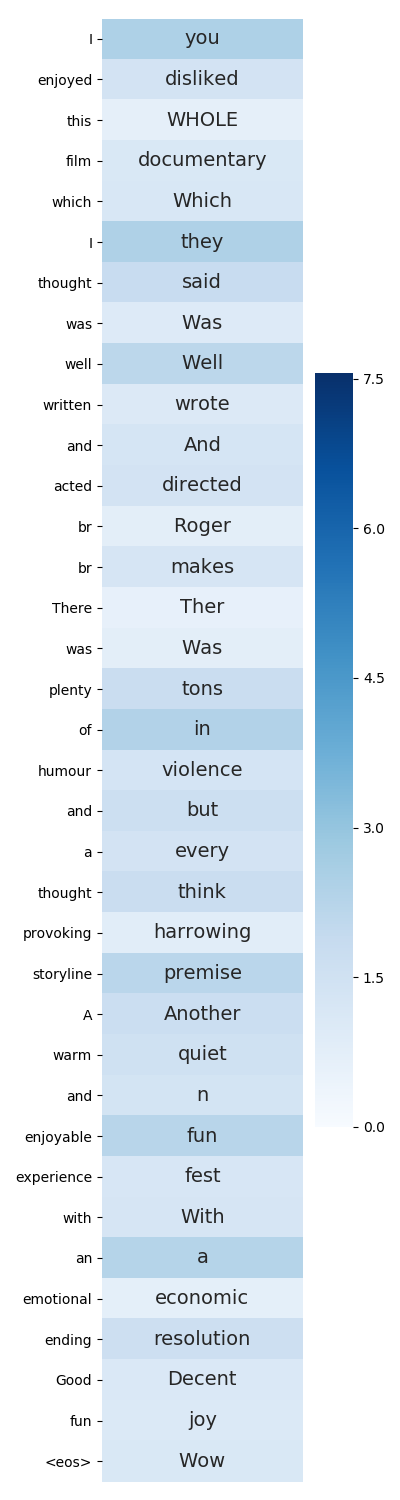 I you
enjoyed disliked
this WHOLE
film documentary
which Which
I they
thought said
was Was
well Well
written wrote
and And
acted directed
br Roger
br makes
There Ther
was Was
plenty tons
of in
humour violence
and but
a every
thought think
provoking harrowing
storyline premise
A Another
warm quiet
and n
enjoyable fun
experience fest
with With
an a
emotional economic
ending resolution
Good Decent
fun joy
<eos> Wow
7.5
6.0
4.5
3.0
1.5
0.0